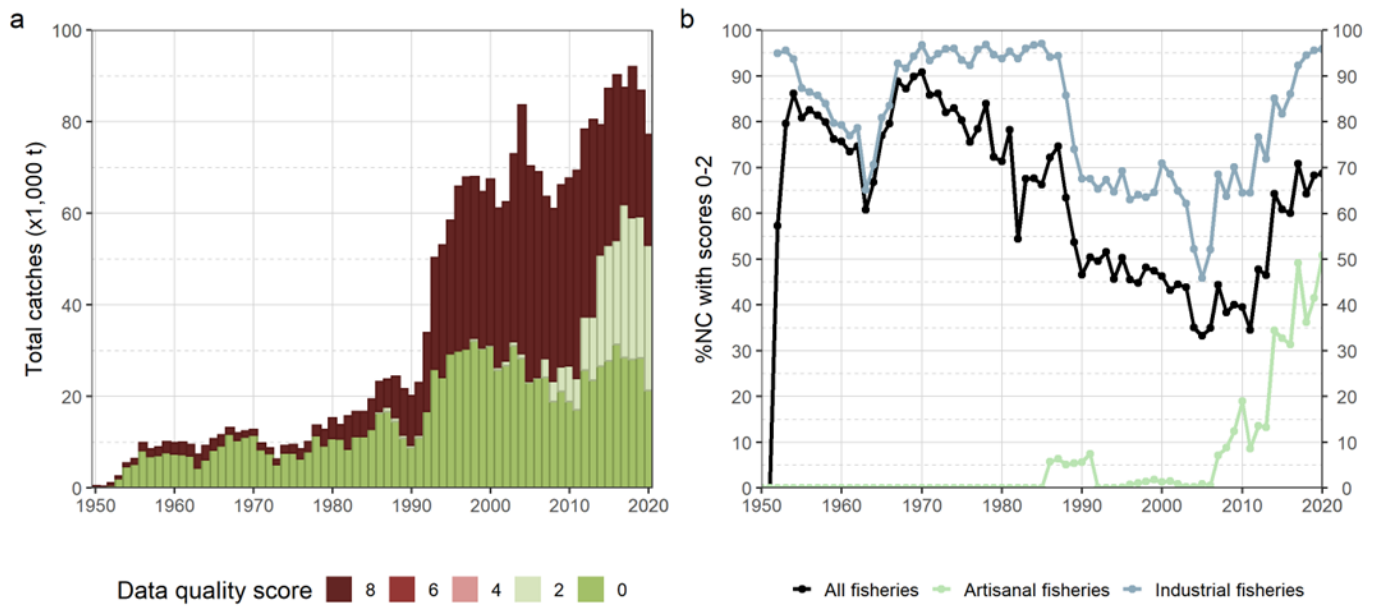 a
Total catches (x1,000 t)
100
80
60
40
20
0
1950 1960 1970 1980 1990 2000 2010 2020
Data quality score 8 6 4 2 0
b
%NC with scores 0-2
100 100
90 90
80 80
70 70
60 60
50 50
40 40
30 30
20 20
10 10
0 0
1950 1960 1970 1980 1990 2000 2010 2020
All fisheries Artisanal fisheries Industrial fisheries